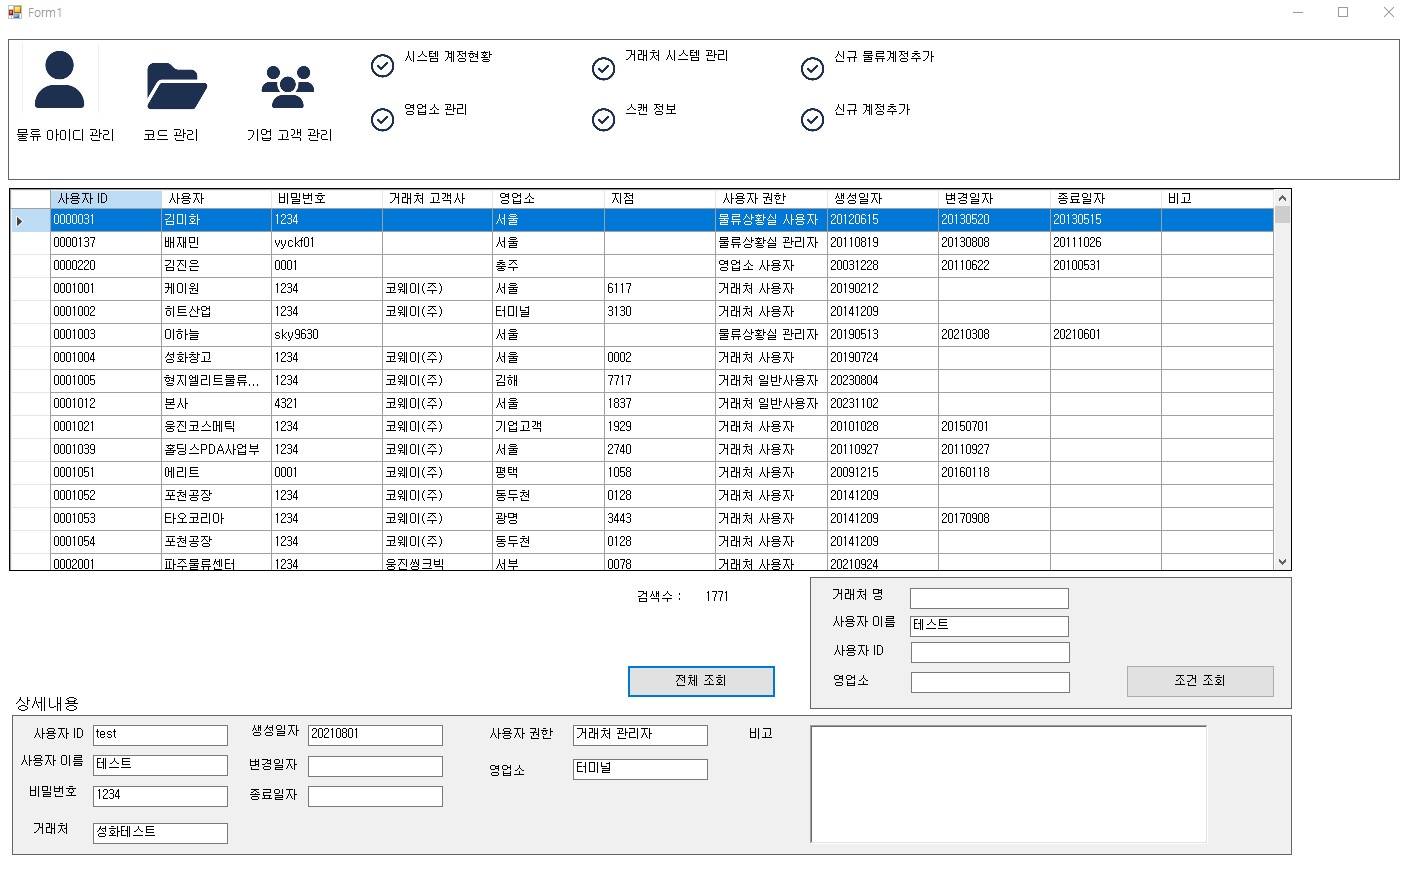 Form1
시스템 계정현황 거래처 시스템 관리 신규 물류계정추가
영업소 관리 스캔 정보 신규 계정추가
물류 아이디 관리 코드 관리 기업 고객 관리
사용자 ID 사용자 비밀번호 거래처 고객사 영업소 지점 사용자 권한 생성일자 변경일자 종료일자 비고
0000031 김미화 1234 서울 물류상황실 사용자 20120615 20130520 20130515
0000137 배재민 vyckf01 서울 물류상황실 관리자 20110819 20130808 20111026
0000220 김진은 0001 충주 영업소 사용자 20031228 20110622 20100531
0001001 케이원 1234 코웨이(주) 서울 6117 거래처 사용자 20190212
0001002 히트산업 1234 코웨이(주) 터미널 3130 거래처 사용자 20141209
0001003 이하늘 sky9630 서울 물류상황실 관리자 20190513 20210308 20210601
0001004 성화창고 1234 코웨이(주) 서울 0002 거래처 사용자 20190724
0001005 형지엘리트물류... 1234 코웨이(주) 김해 7717 거래처 일반사용자 20230804
0001012 본사 4321 코웨이(주) 서울 1837 거래처 일반사용자 20231102
0001021 웅진코스메틱 1234 코웨이(주) 기업고객 1929 거래처 사용자 20101028 20150701
0001039 홀딩스PDA사업부 1234 코웨이(주) 서울 2740 거래처 사용자 20110927 20110927
0001051 에리트 0001 코웨이(주) 평택 1058 거래처 사용자 20091215 20160118
0001052 포천공장 1234 코웨이(주) 동두천 0128 거래처 사용자 20141209
0001053 타오코리아 1234 코웨이(주) 광명 3443 거래처 사용자 20141209 20170908
0001054 포천공장 1234 코웨이(주) 동두천 0128 거래처 사용자 20141209
0002001 파주물류센터 1234 웅진씽크빅 서부 0078 거래처 사용자 20210924
검색수 : 1771
거래처 명
사용자 이름 테스트
사용자 ID
영업소
전체 조회 조건 조회
상세내용
사용자 ID test 생성일자 20210801 사용자 권한 거래처 관리자 비고
사용자 이름 테스트 변경일자 영업소 터미널
비밀번호 1234 종료일자
거래처 성화테스트